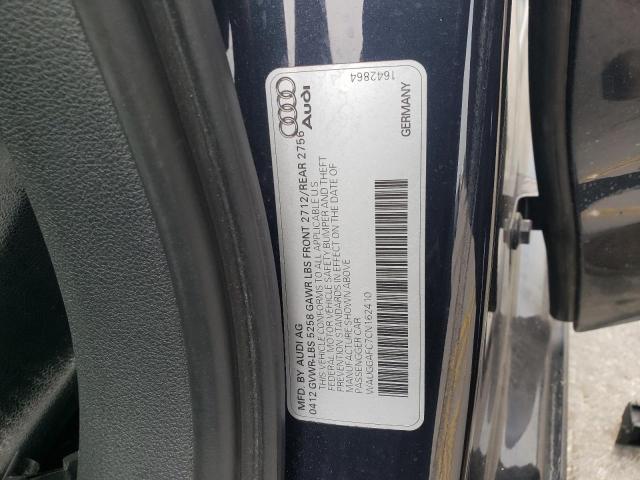 Audi
1642864
GERMANY
MFD. BY AUDI AG
0412 GVWR-LBS 5258 GAWR LBS FRONT 2712/REAR 2756
THIS VEHICLE CONFORMS TO ALL APPLICABLE U.S.
FEDERAL MOTOR VEHICLE SAFETY BUMPER AND THEFT
PREVENTION STANDARDS IN EFFECT ON THE DATE OF
MANUFACTURE SHOWN ABOVE
PASSENGER CAR
WAUGGAFC7CN162410